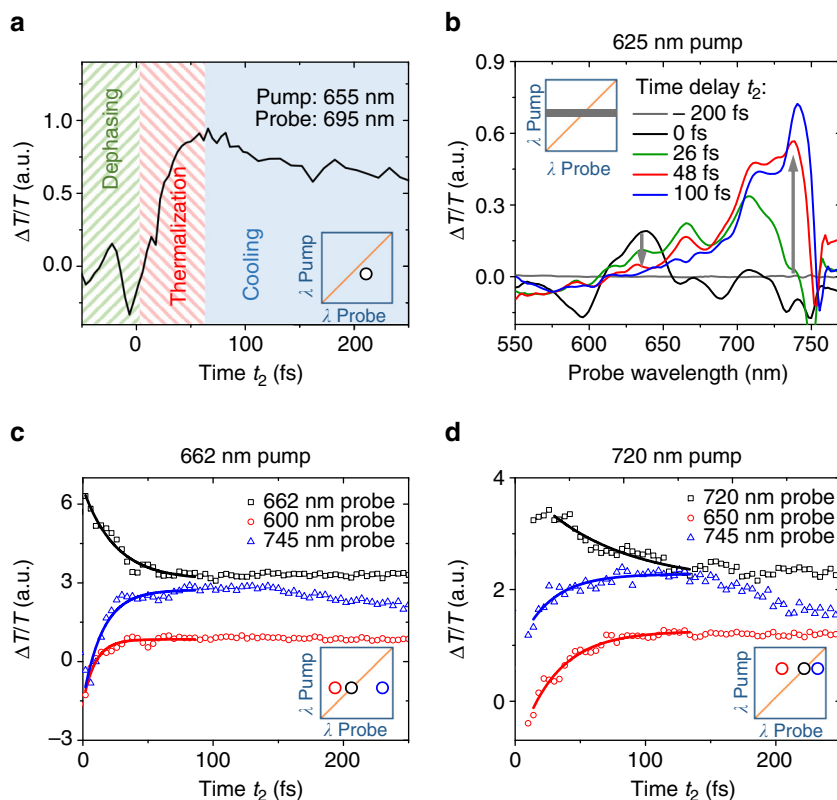 a
Dephasing
Thermalization
Cooling
Pump: 655 nm
Probe: 695 nm
ΔT/T (a.u.)
1.0
0.5
0.0
0
100
200
Time t₂ (fs)
λ Pump
λ Probe
b
625 nm pump
Time delay t₂:
– 200 fs
0 fs
26 fs
48 fs
100 fs
λ Pump
λ Probe
ΔT/T (a.u.)
0.9
0.6
0.3
0.0
550
600
650
700
750
Probe wavelength (nm)
c
662 nm pump
662 nm probe
600 nm probe
745 nm probe
ΔT/T (a.u.)
6
3
0
–3
0
100
200
Time t₂ (fs)
λ Pump
λ Probe
d
720 nm pump
720 nm probe
650 nm probe
745 nm probe
ΔT/T (a.u.)
4
2
0
0
100
200
Time t₂ (fs)
λ Pump
λ Probe